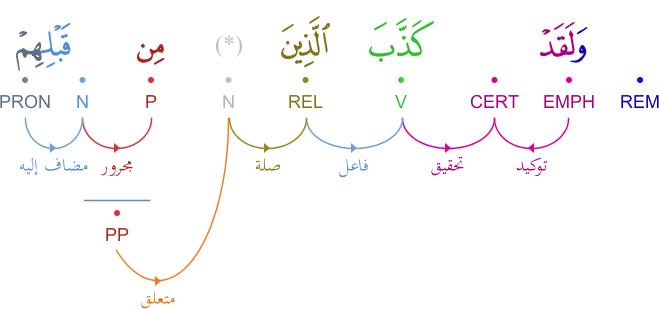 وَلَقَدْ كَذَّبَ ٱلَّذِينَ (*) مِن قَبْلِهِمْ
REM EMPH CERT V REL N P N PRON
توكيد تحقيق فاعل صلة مجرور مضاف إليه
PP
متعلق